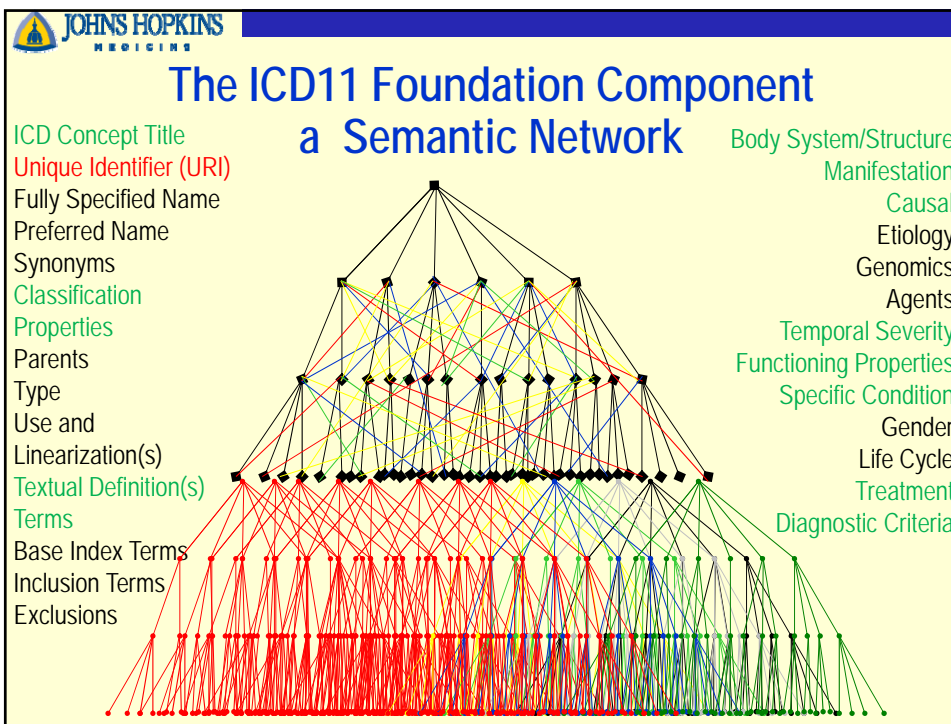 JOHNS HOPKINS
MEDICINE
The ICD11 Foundation Component
a Semantic Network
ICD Concept Title
Unique Identifier (URI)
Fully Specified Name
Preferred Name
Synonyms
Classification
Properties
Parents
Type
Use and
Linearization(s)
Textual Definition(s)
Terms
Base Index Terms
Inclusion Terms
Exclusions
Body System/Structure
Manifestation
Causal
Etiology
Genomics
Agents
Temporal Severity
Functioning Properties
Specific Condition
Gender
Life Cycle
Treatment
Diagnostic Criteria